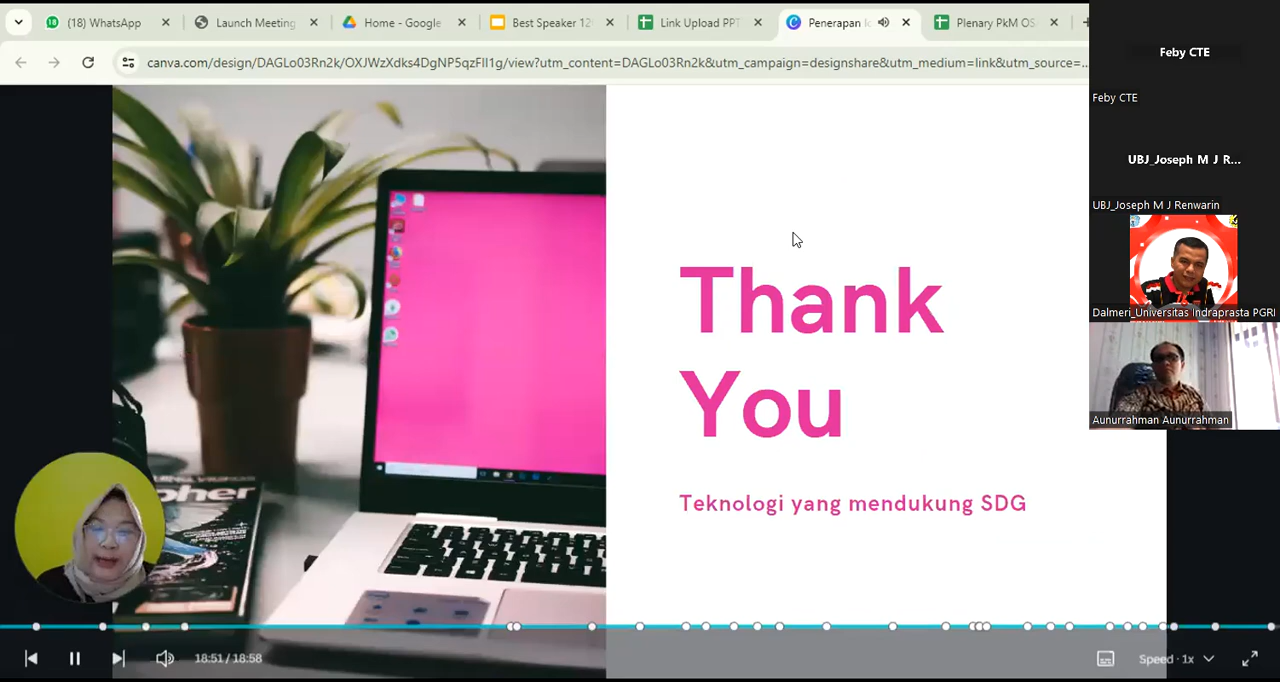 (18) WhatsApp
Launch Meeting
Home - Google
Best Speaker 12
Link Upload PPT
Penerapan
Plenary PkM OS
canva.com/design/DAGLo03Rn2k/OXJWzXdks4DgNP5qzFIl1g/view?utm_content=DAGLo03Rn2k&utm_campaign=designshare&utm_medium=link&utm_source=...
Feby CTE
Feby CTE
UBJ_Joseph M J R...
UBJ_Joseph M J Renwarin
Dalmeri_Universitas Indraprasta PGRI
Aunurrahman Aunurrahman
Thank
You
Teknologi yang mendukung SDG
18:51 / 18:58
Speed · 1x